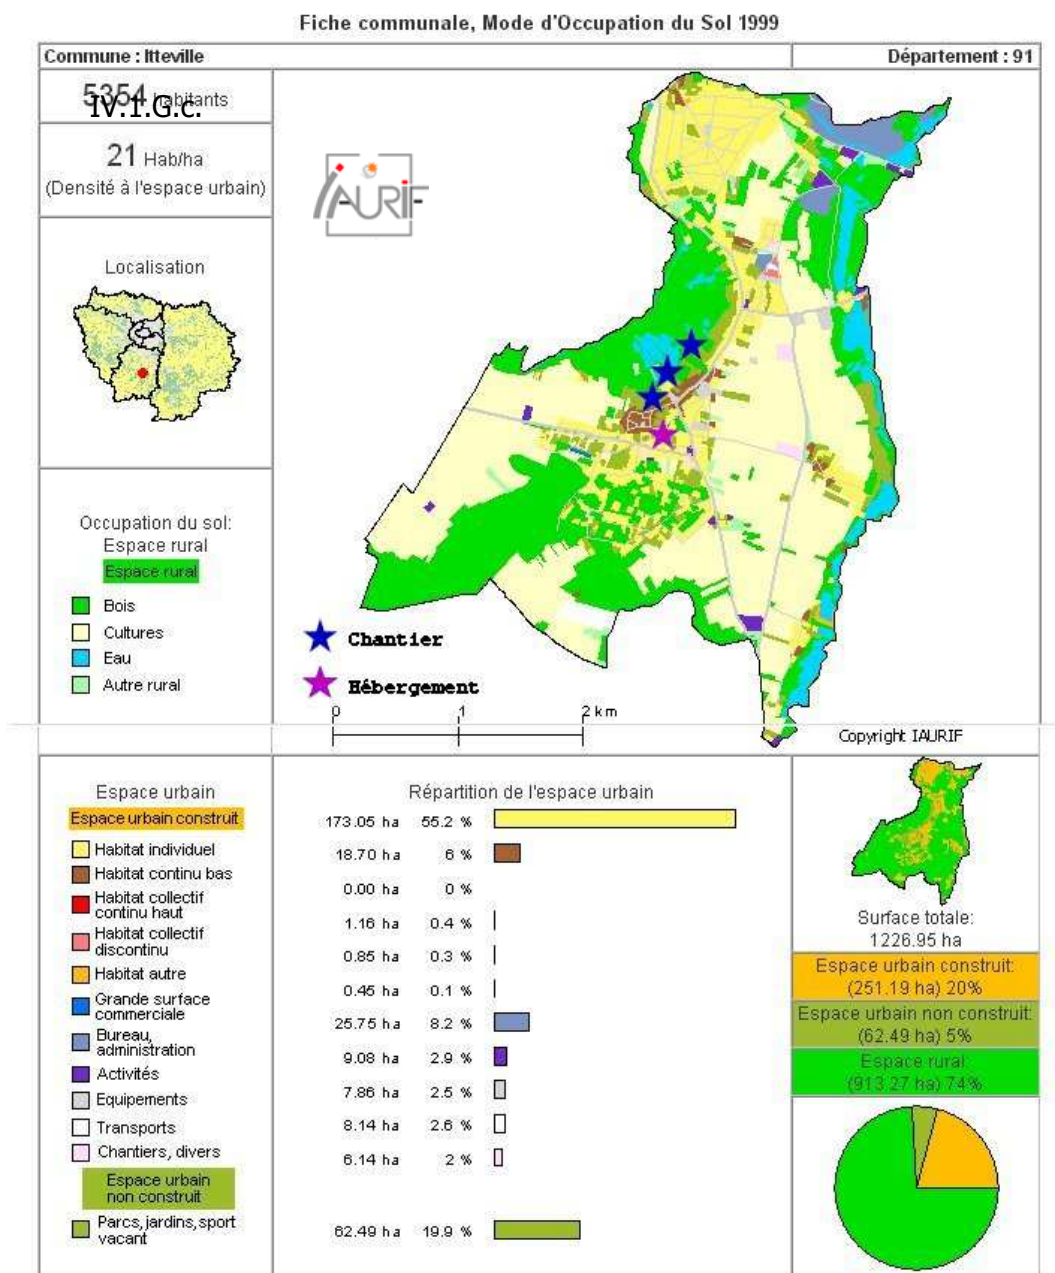 Fiche communale, Mode d'Occupation du Sol 1999
Commune : Itteville
Département : 91
5354 habitants
IV.1.G.c.
21 Hab/ha
(Densité à l'espace urbain)
IAURIF
Localisation
Occupation du sol:
Espace rural
Espace rural
Bois
Cultures
Eau
Autre rural
Chantier
Hébergement
0 1 2 km
Copyright IAURIF
Espace urbain
Espace urbain construit
Habitat individuel
Habitat continu bas
Habitat collectif
continu haut
Habitat collectif
discontinu
Habitat autre
Grande surface
commerciale
Bureau,
administration
Activités
Equipements
Transports
Chantiers, divers
Espace urbain
non construit
Parcs, jardins, sport
vacant
Répartition de l'espace urbain
173.05 ha 55.2 %
18.70 ha 6 %
0.00 ha 0 %
1.16 ha 0.4 %
0.85 ha 0.3 %
0.45 ha 0.1 %
25.75 ha 8.2 %
9.08 ha 2.9 %
7.86 ha 2.5 %
8.14 ha 2.6 %
6.14 ha 2 %
62.49 ha 19.9 %
Surface totale:
1226.95 ha
Espace urbain construit:
(251.19 ha) 20%
Espace urbain non construit:
(62.49 ha) 5%
Espace rural:
(913.27 ha) 74%